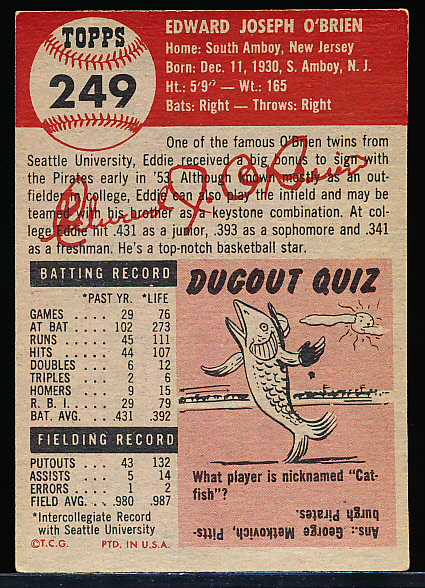 TOPPS
249
EDWARD JOSEPH O'BRIEN
Home: South Amboy, New Jersey
Born: Dec. 11, 1930, S. Amboy, N. J.
Ht.: 5'9" — Wt.: 165
Bats: Right — Throws: Right
One of the famous O'Brien twins from
Seattle University, Eddie received a big bonus to sign with
the Pirates early in '53. Although known mostly as an out-
fielder in college, Eddie can also play the infield and may be
teamed with his brother as a keystone combination. At col-
lege Eddie hit .431 as a junior, .393 as a sophomore and .341
as a freshman. He's a top-notch basketball star.
Edward J O'Brien
BATTING RECORD
*PAST YR. *LIFE
GAMES .... 29 76
AT BAT .... 102 273
RUNS .... 45 111
HITS .... 44 107
DOUBLES .. 6 12
TRIPLES ... 2 6
HOMERS ... 9 15
R. B. I. .... 29 79
BAT. AVG. .. .431 .392
FIELDING RECORD
PUTOUTS .... 43 132
ASSISTS .... 5 14
ERRORS .... 1 2
FIELD AVG. .. .980 .987
*Intercollegiate Record
with Seattle University
©T.C.G. PTD. IN U.S.A.
DUGOUT QUIZ
What player is nicknamed "Cat-
fish"?
Ans.: George Metkovich, Pitts-
burgh Pirates.